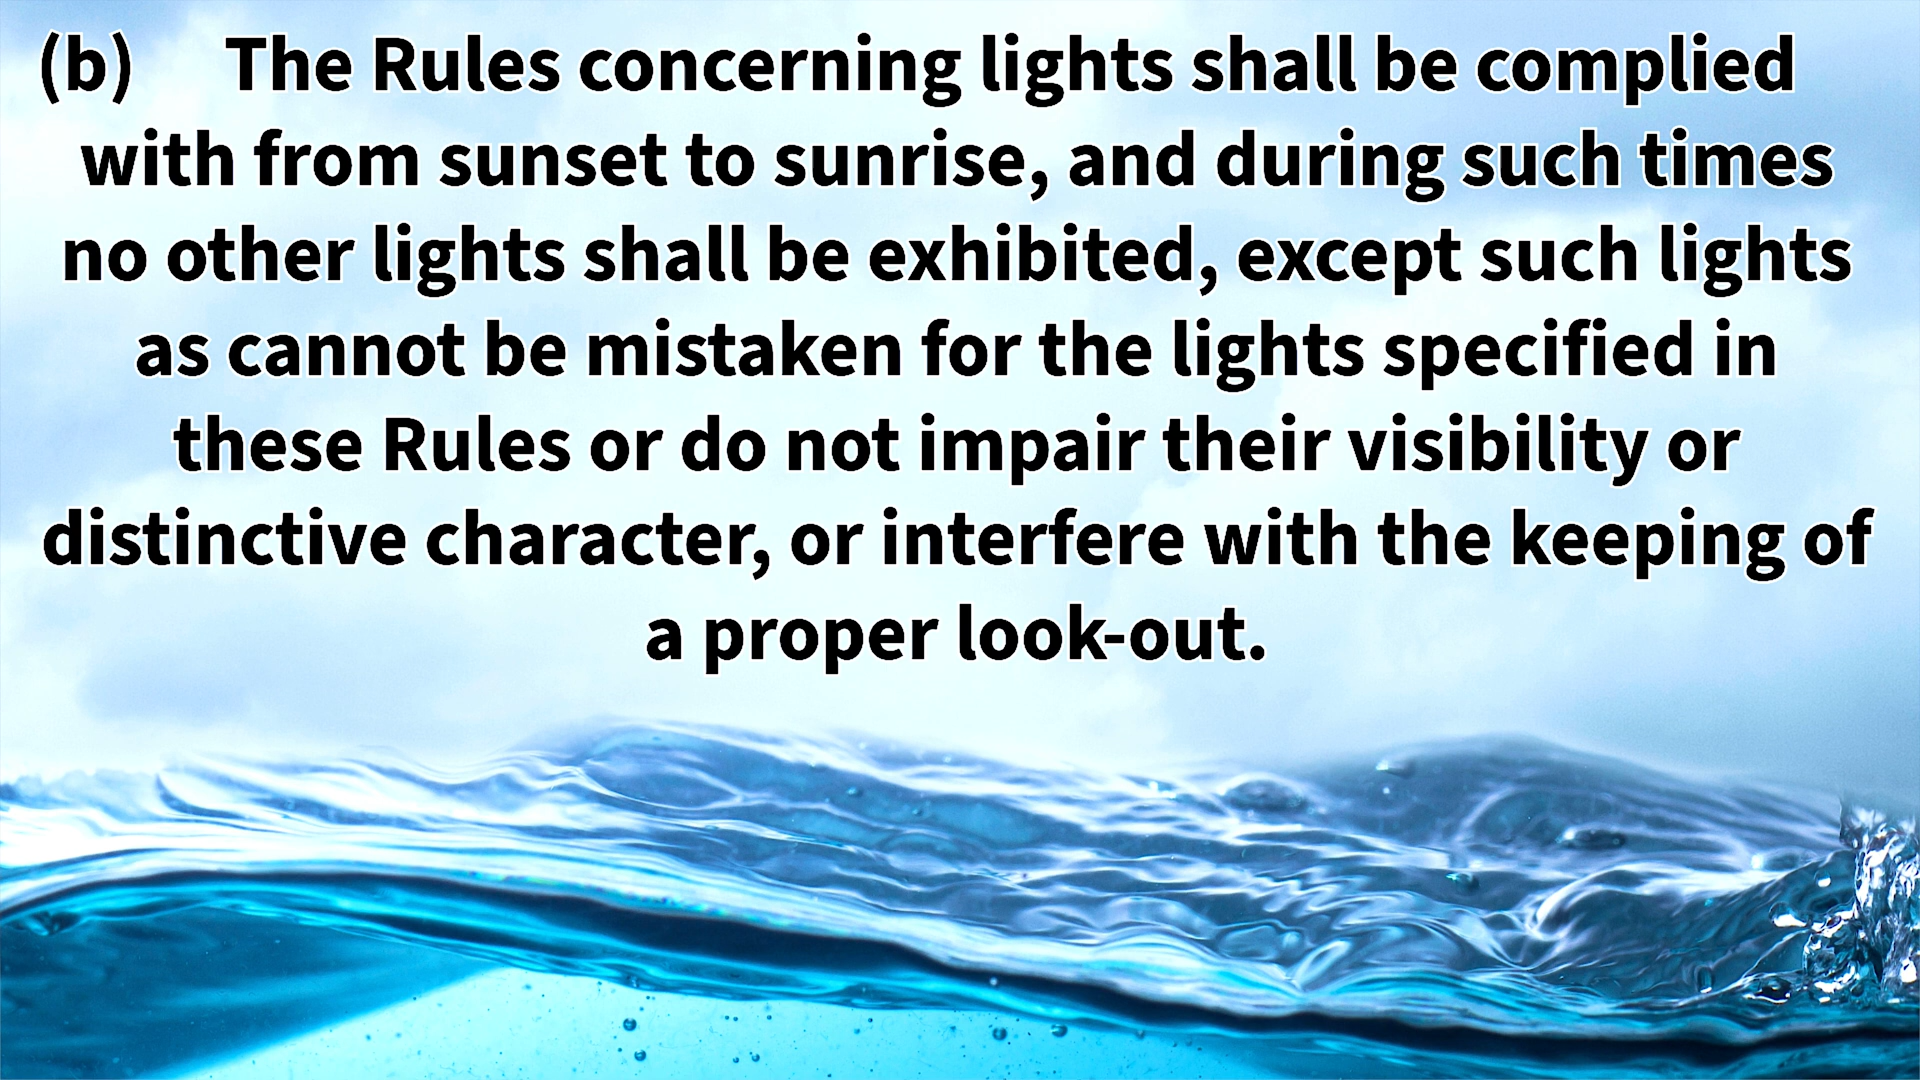 (b) The Rules concerning lights shall be complied
with from sunset to sunrise, and during such times
no other lights shall be exhibited, except such lights
as cannot be mistaken for the lights specified in
these Rules or do not impair their visibility or
distinctive character, or interfere with the keeping of
a proper look-out.